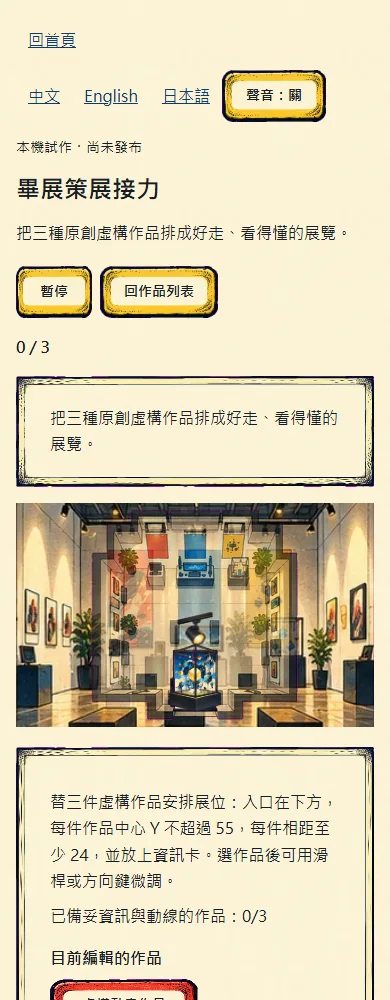 回首頁
中文 English 日本語 聲音：關
本機試作・尚未發布
畢展策展接力
把三種原創虛構作品排成好走、看得懂的展覽。
暫停 回作品列表
0 / 3
把三種原創虛構作品排成好走、看得懂的
展覽。
替三件虛構作品安排展位：入口在下方，
每件作品中心 Y 不超過 55，每件相距至
少 24，並放上資訊卡。選作品後可用滑
桿或方向鍵微調。
已備妥資訊與動線的作品：0/3
目前編輯的作品